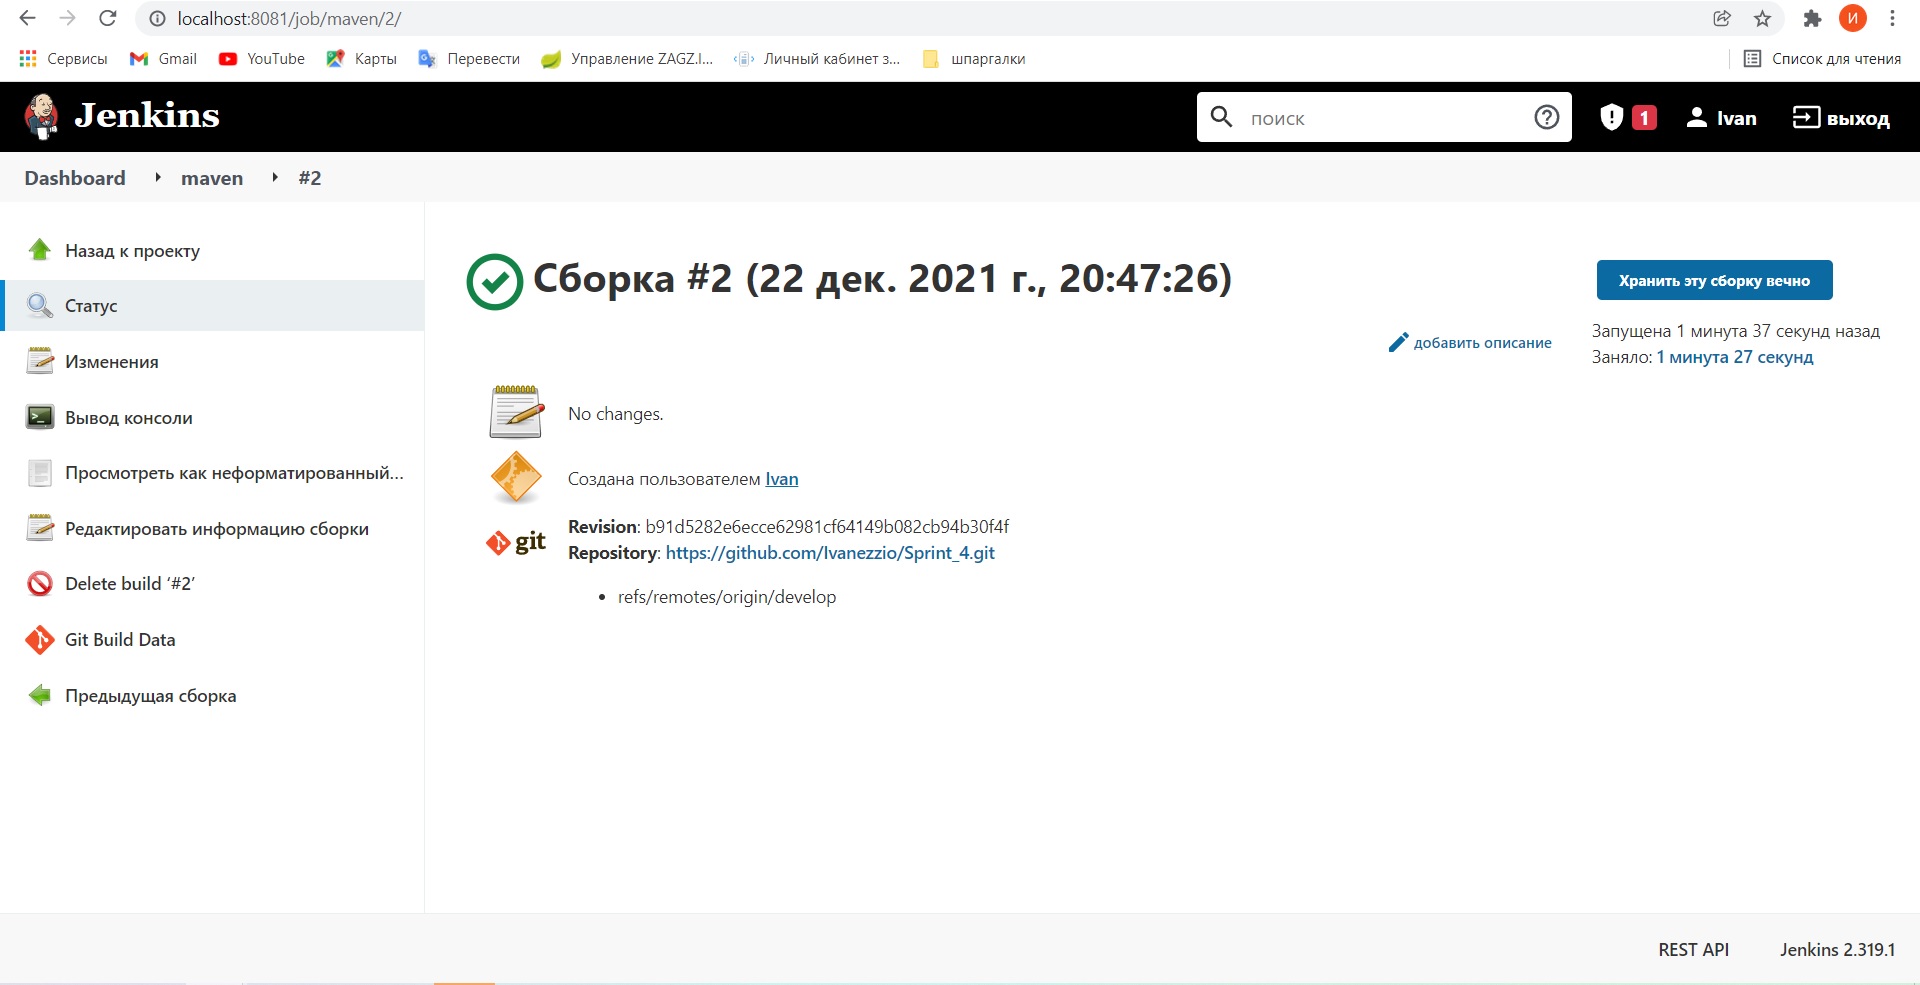 localhost:8081/job/maven/2/
И
Сервисы Gmail YouTube Карты Перевести Управление ZAGZ.I... Личный кабинет з... шпаргалки Список для чтения
Jenkins поиск 1 Ivan выход
Dashboard maven #2
Назад к проекту
Статус
Изменения
Вывод консоли
Просмотреть как неформатированный...
Редактировать информацию сборки
Delete build ‘#2’
Git Build Data
Предыдущая сборка
Сборка #2 (22 дек. 2021 г., 20:47:26)
Хранить эту сборку вечно
добавить описание
Запущена 1 минута 37 секунд назад
Заняло: 1 минута 27 секунд
No changes.
Создана пользователем Ivan
git
Revision: b91d5282e6ecce62981cf64149b082cb94b30f4f
Repository: https://github.com/Ivanezzio/Sprint_4.git
refs/remotes/origin/develop
REST API Jenkins 2.319.1